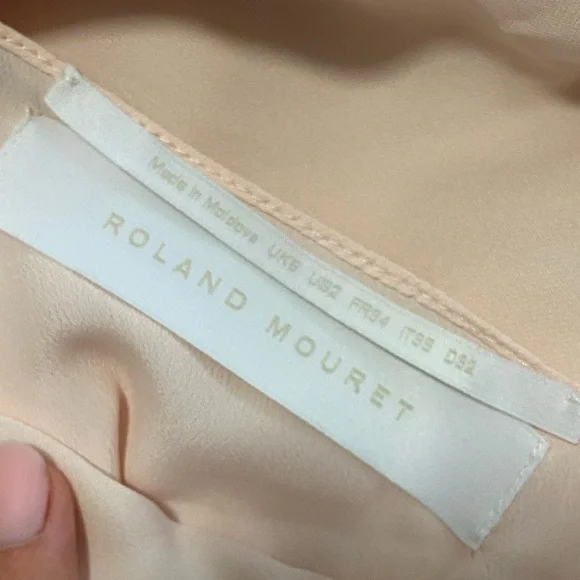 Made in Moldova UK6 US2 FR34 IT38 D32
ROLAND MOURET